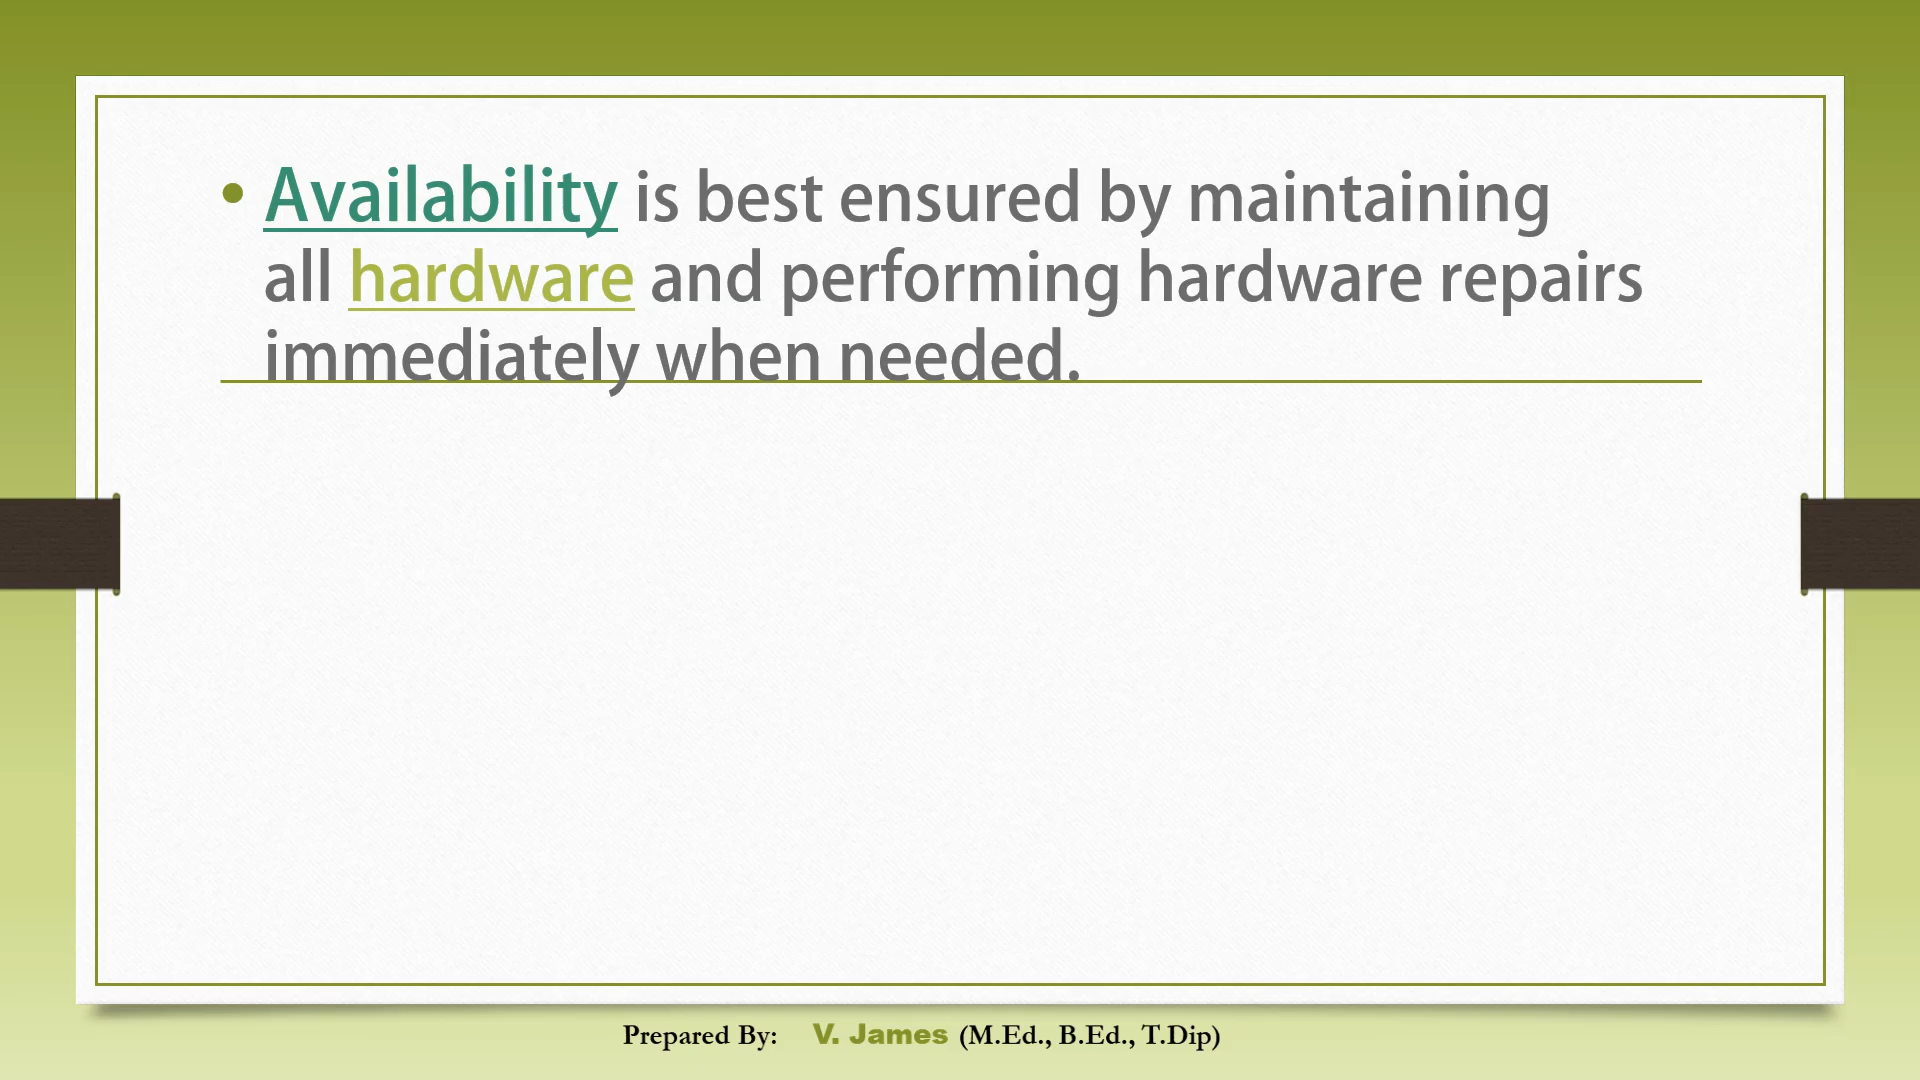 • Availability is best ensured by maintaining
all hardware and performing hardware repairs
immediately when needed.
Prepared By: V. James (M.Ed., B.Ed., T.Dip)